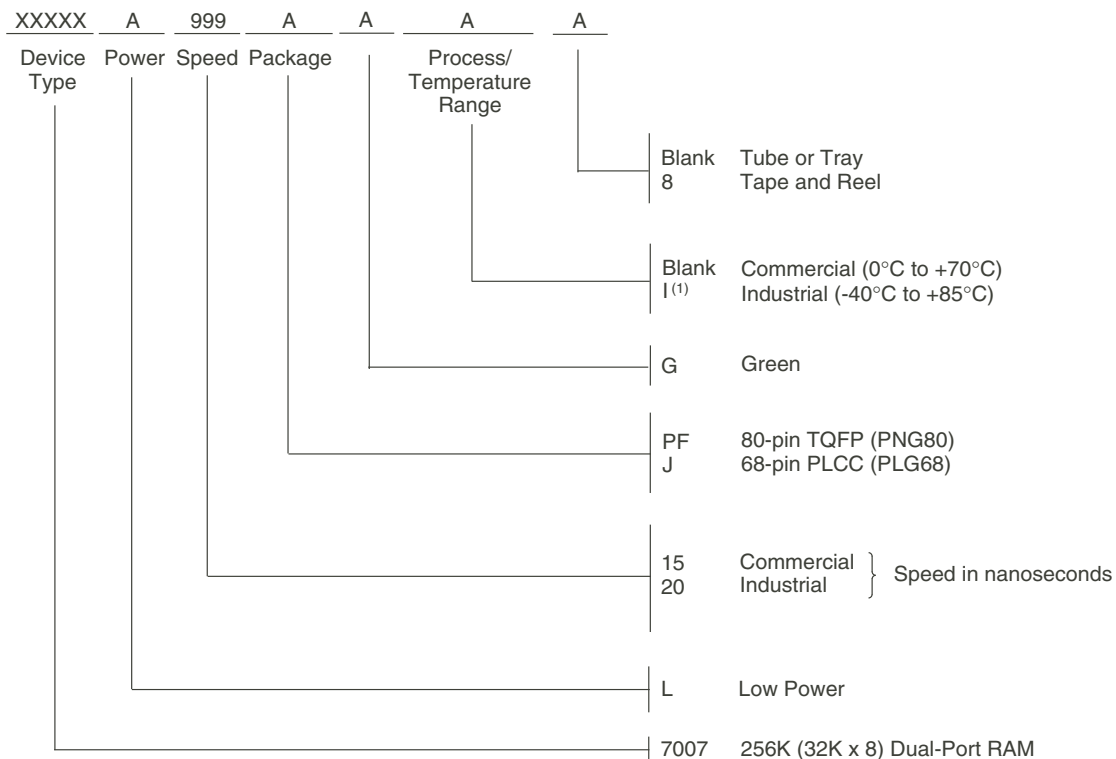 XXXXX A 999 A A A A
Device Type Power Speed Package Process/ Temperature Range
Blank Tube or Tray
8 Tape and Reel
Blank Commercial (0°C to +70°C)
I(1) Industrial (-40°C to +85°C)
G Green
PF 80-pin TQFP (PNG80)
J 68-pin PLCC (PLG68)
15 Commercial
20 Industrial
Speed in nanoseconds
L Low Power
7007 256K (32K x 8) Dual-Port RAM